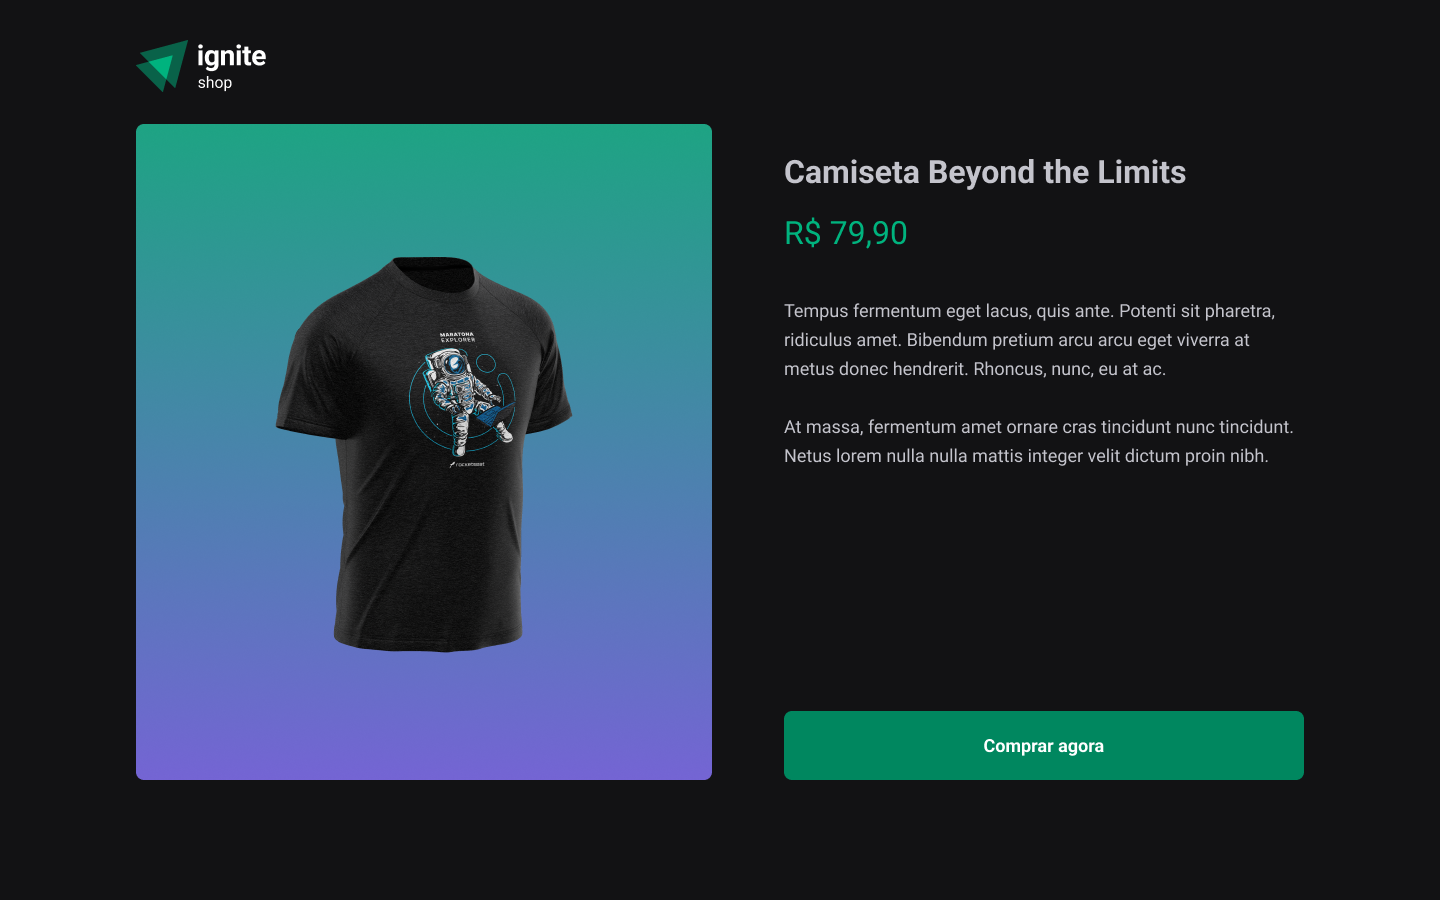 ignite
shop
Camiseta Beyond the Limits
R$ 79,90
MARATONA
EXPLORER
rocketseat
Tempus fermentum eget lacus, quis ante. Potenti sit pharetra,
ridiculus amet. Bibendum pretium arcu arcu eget viverra at
metus donec hendrerit. Rhoncus, nunc, eu at ac.
At massa, fermentum amet ornare cras tincidunt nunc tincidunt.
Netus lorem nulla nulla mattis integer velit dictum proin nibh.
Comprar agora